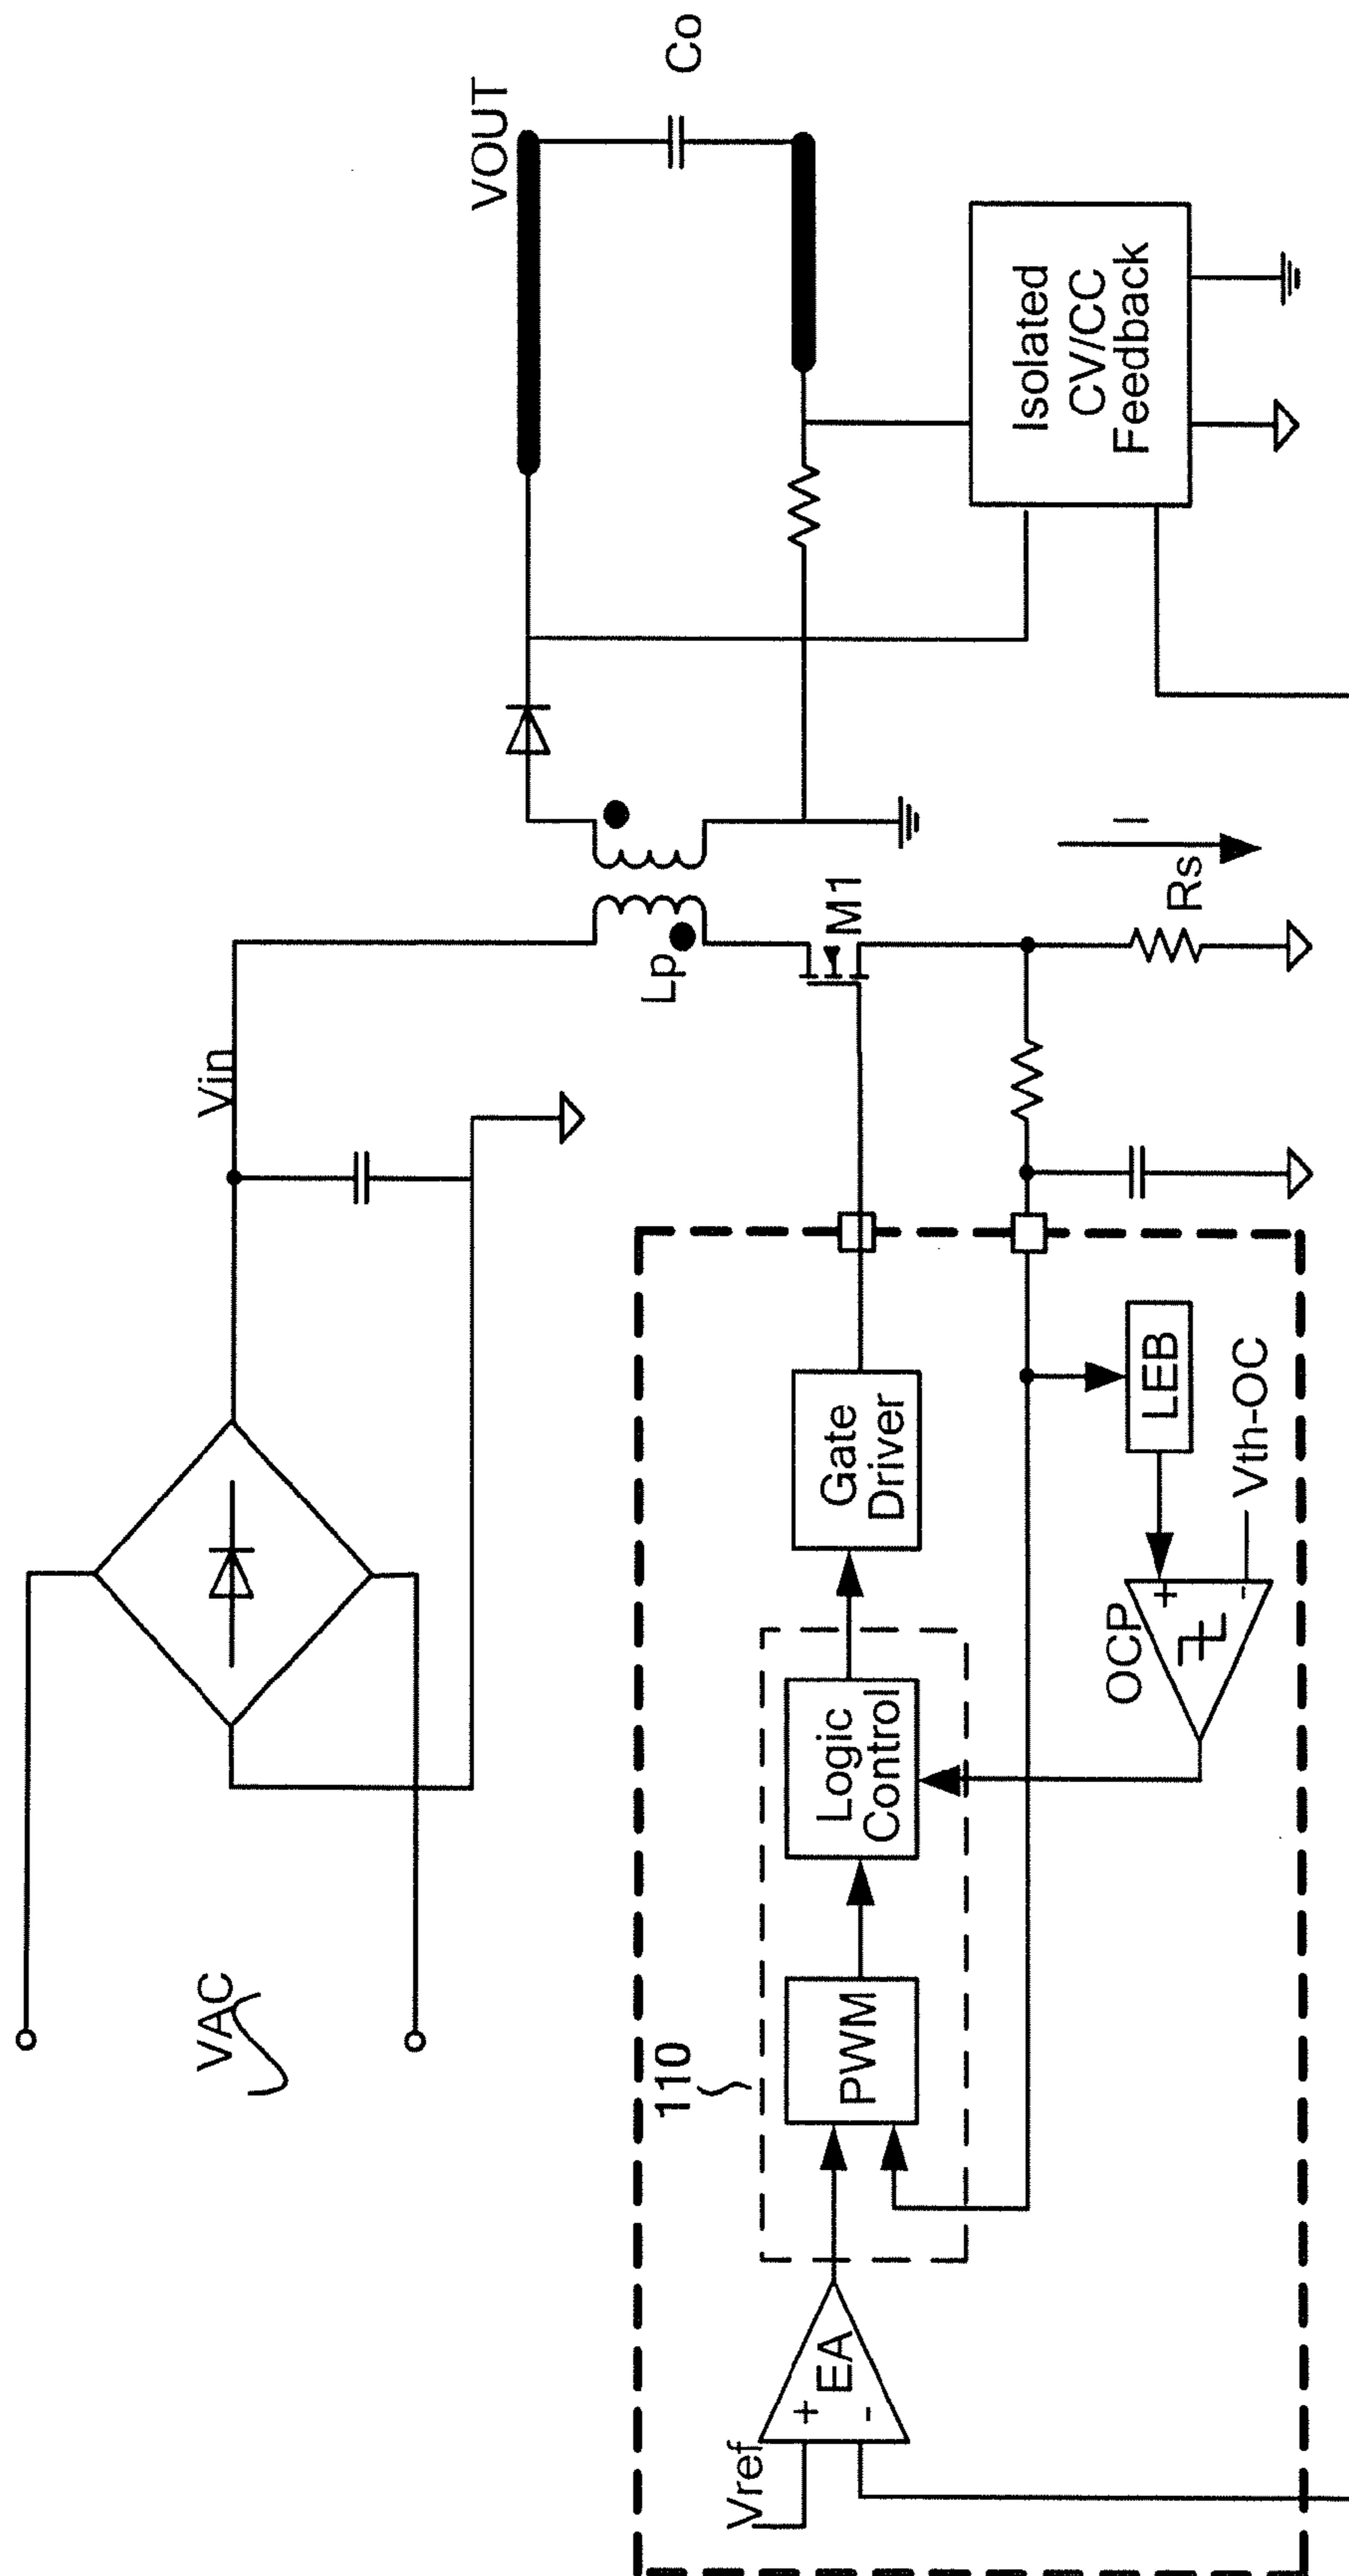 VAC
Vin
VOUT
Co
Lp
M1
I
Rs
Isolated
CV/CC
Feedback
110
Vref
+
-
EA
PWM
Logic
Control
Gate
Driver
OCP
+
-
LEB
Vth-OC